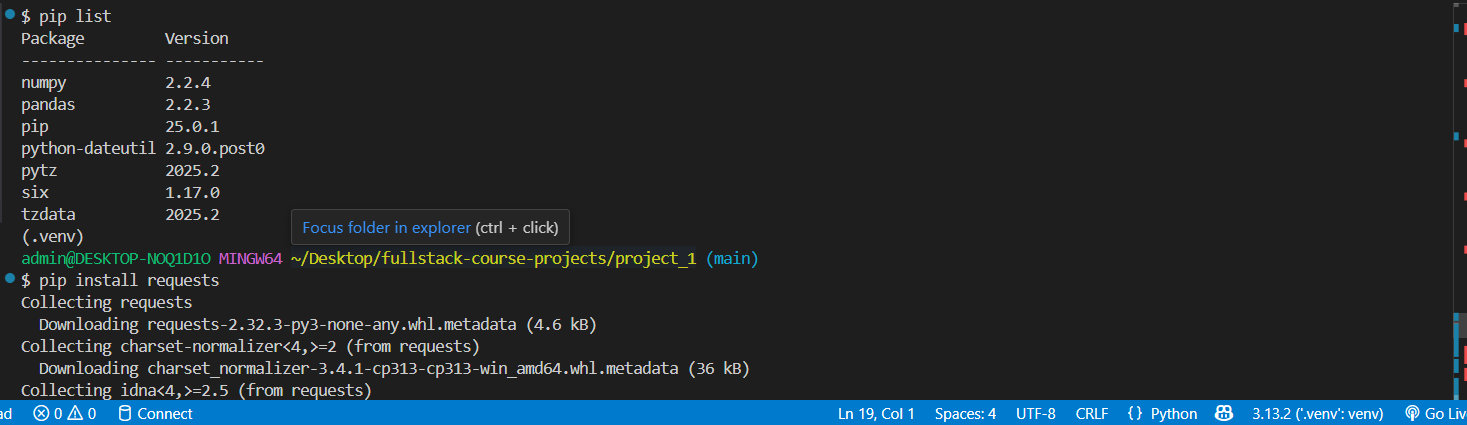 $ pip list
Package         Version
--------------- -----------
numpy           2.2.4
pandas          2.2.3
pip             25.0.1
python-dateutil 2.9.0.post0
pytz            2025.2
six             1.17.0
tzdata          2025.2
Focus folder in explorer (ctrl + click)
(.venv)
admin@DESKTOP-NOQ1D1O MINGW64 ~/Desktop/fullstack-course-projects/project_1 (main)
$ pip install requests
Collecting requests
  Downloading requests-2.32.3-py3-none-any.whl.metadata (4.6 kB)
Collecting charset-normalizer<4,>=2 (from requests)
  Downloading charset_normalizer-3.4.1-cp313-cp313-win_amd64.whl.metadata (36 kB)
Collecting idna<4,>=2.5 (from requests)
ad 0 0 Connect Ln 19, Col 1 Spaces: 4 UTF-8 CRLF {} Python 3.13.2 ('.venv': venv) Go Liv